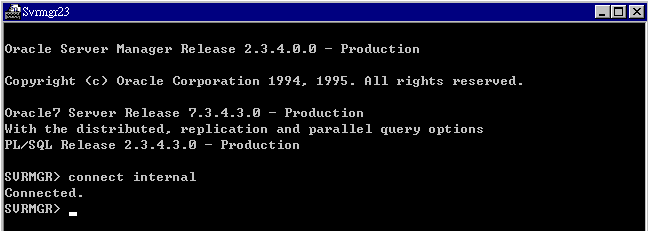 Svrmgr23
Oracle Server Manager Release 2.3.4.0.0 - Production
Copyright (c) Oracle Corporation 1994, 1995. All rights reserved.
Oracle7 Server Release 7.3.4.3.0 - Production
With the distributed, replication and parallel query options
PL/SQL Release 2.3.4.3.0 - Production
SVRMGR> connect internal
Connected.
SVRMGR>